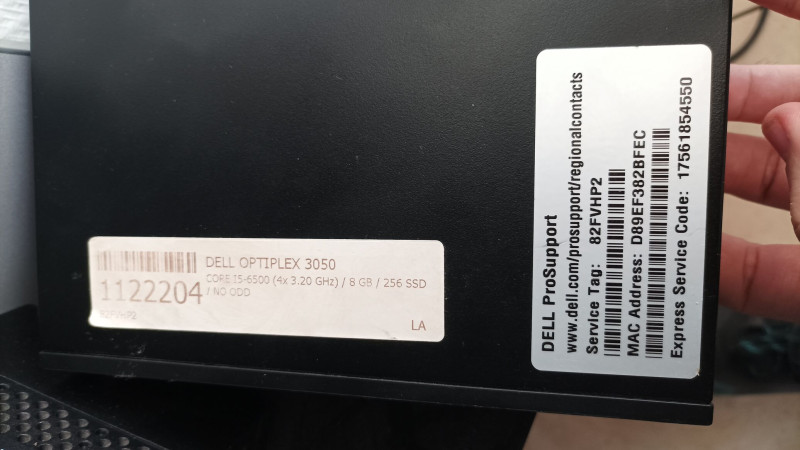 DELL OPTIPLEX 3050
CORE I5-6500 (4x 3.20 GHz) / 8 GB / 256 SSD
/ NO ODD
1122204
82FVHP2
LA
DELL ProSupport
www.dell.com/prosupport/regionalcontacts
Service Tag: 82FVHP2
MAC Address: D89EF382BFEC
Express Service Code: 17561854550